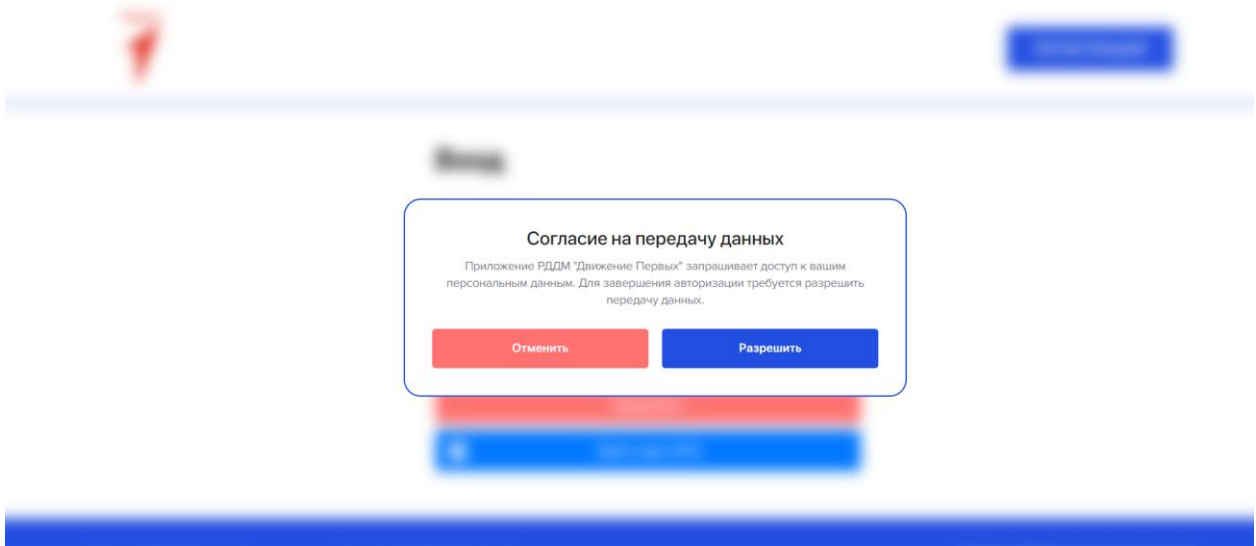 Вход
Согласие на передачу данных
Приложение РДДМ "Движение Первых" запрашивает доступ к вашим
персональным данным. Для завершения авторизации требуется разрешить
передачу данных.
Отменить
Разрешить